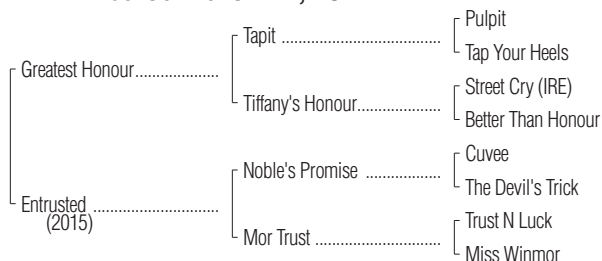 Tapit ........................................
Pulpit
Tap Your Heels
Greatest Honour.....................
Tiffany's Honour.....................
Street Cry (IRE)
Better Than Honour
Noble's Promise ...................
Cuvee
The Devil's Trick
Entrusted ................................
(2015)
Mor Trust ................................
Trust N Luck
Miss Winmor